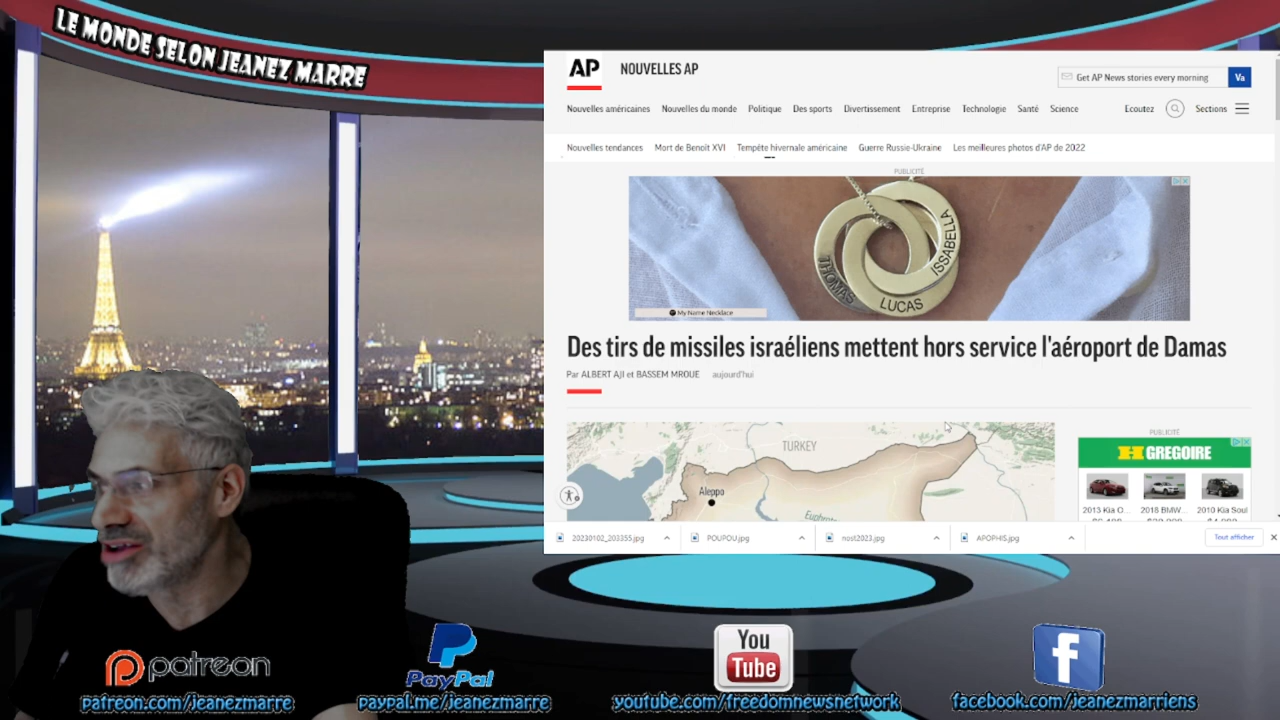 LE MONDE SELON JEANEZ MARRE
AP
NOUVELLES AP
Get AP News stories every morning
Va
Nouvelles américaines Nouvelles du monde Politique Des sports Divertissement Entreprise Technologie Santé Science
Ecoutez
Sections
Nouvelles tendances Mort de Benoît XVI Tempête hivernale américaine Guerre Russie-Ukraine Les meilleures photos d'AP de 2022
PUBLICITÉ
THOMAS
LUCAS
ISSABELLA
My Name Necklace
Des tirs de missiles israéliens mettent hors service l'aéroport de Damas
Par ALBERT AJI et BASSEM MROUE aujourd'hui
TURKEY
Aleppo
PUBLICITÉ
H GREGOIRE
2013 Kia O... 2018 BMW... 2010 Kia Soul
20230102_203355.jpg
POUPOU.jpg
nost2023.jpg
APOPHIS.jpg
Tout afficher
patreon
patreon.com/jeanezmarre
PayPal
paypal.me/jeanezmarre
You
Tube
youtube.com/freedomnewsnetwork
f
facebook.com/jeanezmarriens